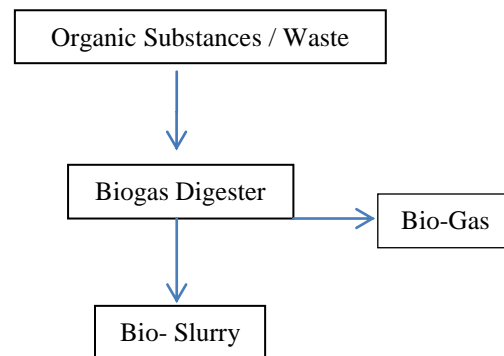 Organic Substances / Waste
Biogas Digester
Bio-Gas
Bio- Slurry